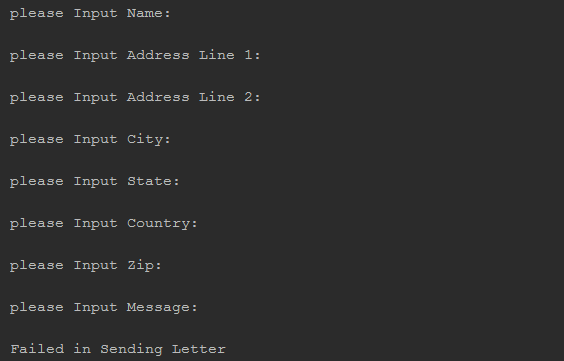 please Input Name:
please Input Address Line 1:
please Input Address Line 2:
please Input City:
please Input State:
please Input Country:
please Input Zip:
please Input Message:
Failed in Sending Letter